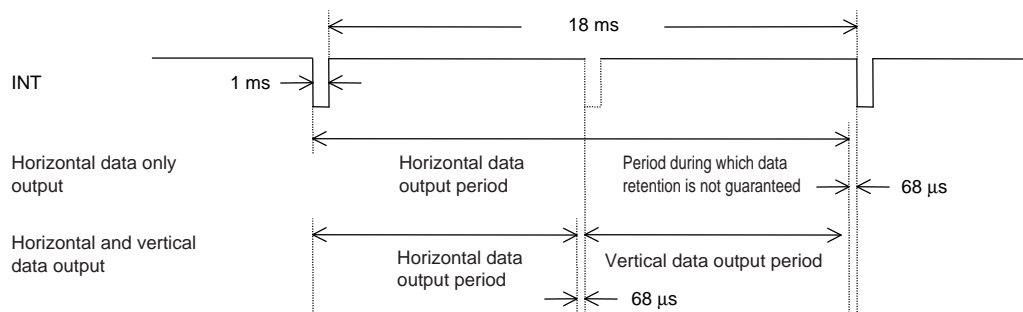 18 ms
INT
1 ms
Horizontal data only
output
Horizontal data
output period
Period during which data
retention is not guaranteed
68 μs
Horizontal and vertical
data output
Horizontal data
output period
Vertical data output period
68 μs